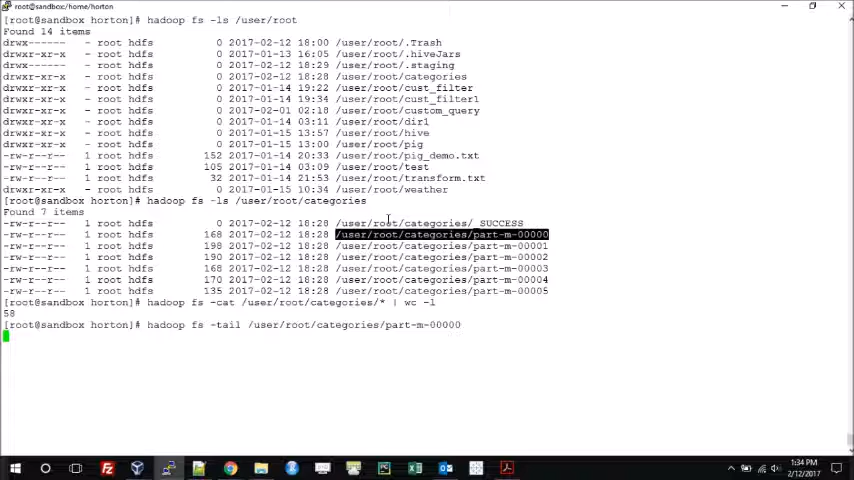 root@sandbox:/home/horton
[root@sandbox horton]# hadoop fs -ls /user/root
Found 14 items
drwx------   - root hdfs          0 2017-02-12 18:00 /user/root/.Trash
drwxr-xr-x   - root hdfs          0 2017-01-13 16:05 /user/root/.hiveJars
drwx------   - root hdfs          0 2017-02-12 18:29 /user/root/.staging
drwxr-xr-x   - root hdfs          0 2017-02-12 18:28 /user/root/categories
drwxr-xr-x   - root hdfs          0 2017-01-14 19:22 /user/root/cust_filter
drwxr-xr-x   - root hdfs          0 2017-01-14 19:34 /user/root/cust_filter1
drwxr-xr-x   - root hdfs          0 2017-02-01 02:18 /user/root/custom_query
drwxr-xr-x   - root hdfs          0 2017-01-14 03:11 /user/root/dir1
drwxr-xr-x   - root hdfs          0 2017-01-15 13:57 /user/root/hive
drwxr-xr-x   - root hdfs          0 2017-01-15 13:00 /user/root/pig
-rw-r--r--   1 root hdfs        152 2017-01-14 20:33 /user/root/pig_demo.txt
-rw-r--r--   1 root hdfs        105 2017-01-14 03:09 /user/root/test
-rw-r--r--   1 root hdfs         32 2017-01-14 21:53 /user/root/transform.txt
drwxr-xr-x   - root hdfs          0 2017-01-15 10:34 /user/root/weather
[root@sandbox horton]# hadoop fs -ls /user/root/categories
Found 7 items
-rw-r--r--   1 root hdfs          0 2017-02-12 18:28 /user/root/categories/_SUCCESS
-rw-r--r--   1 root hdfs        168 2017-02-12 18:28 /user/root/categories/part-m-00000
-rw-r--r--   1 root hdfs        198 2017-02-12 18:28 /user/root/categories/part-m-00001
-rw-r--r--   1 root hdfs        190 2017-02-12 18:28 /user/root/categories/part-m-00002
-rw-r--r--   1 root hdfs        168 2017-02-12 18:28 /user/root/categories/part-m-00003
-rw-r--r--   1 root hdfs        170 2017-02-12 18:28 /user/root/categories/part-m-00004
-rw-r--r--   1 root hdfs        135 2017-02-12 18:28 /user/root/categories/part-m-00005
[root@sandbox horton]# hadoop fs -cat /user/root/categories/* | wc -l
58
[root@sandbox horton]# hadoop fs -tail /user/root/categories/part-m-00000
1:34 PM
2/12/2017